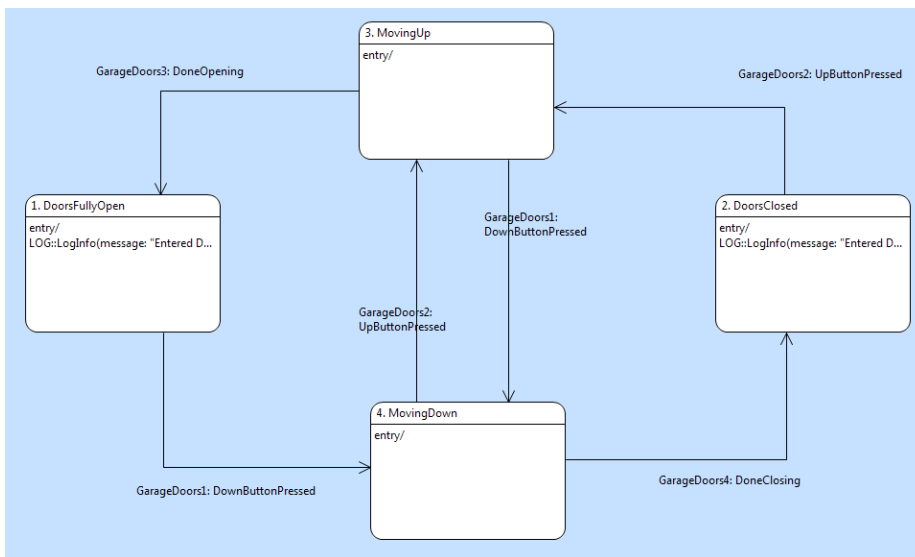 3. MovingUp
entry/
GarageDoors3: DoneOpening
GarageDoors2: UpButtonPressed
1. DoorsFullyOpen
entry/
LOG::LogInfo(message: "Entered D...
GarageDoors1:
DownButtonPressed
2. DoorsClosed
entry/
LOG::LogInfo(message: "Entered D...
GarageDoors2:
UpButtonPressed
4. MovingDown
entry/
GarageDoors1: DownButtonPressed
GarageDoors4: DoneClosing